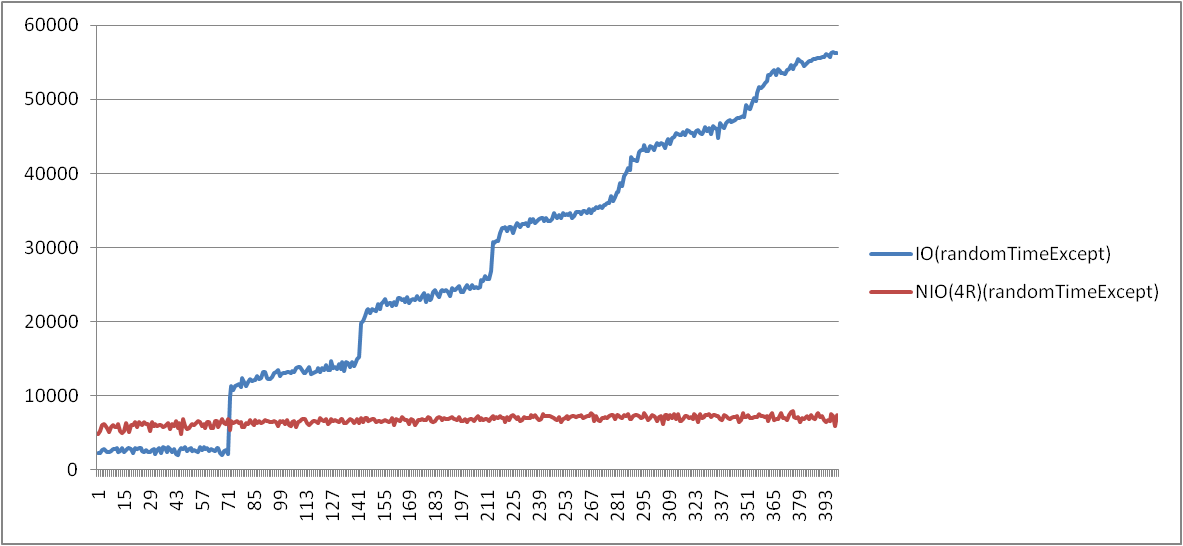 60000
50000
40000
30000
20000
10000
0
1 15 29 43 57 71 85 99 113 127 141 155 169 183 197 211 225 239 253 267 281 295 309 323 337 351 365 379 393
IO(randomTimeExcept)
NIO(4R)(randomTimeExcept)